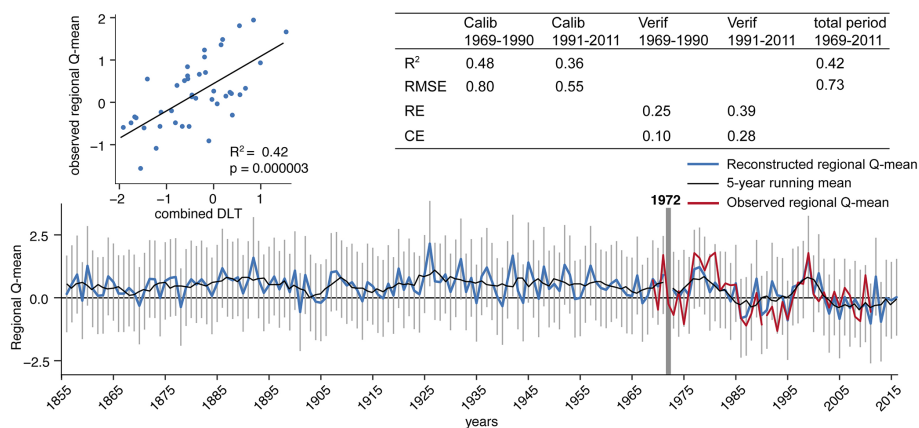 observed regional Q-mean
2
1
0
−1
−2 −1 0 1
combined DLT
R² = 0.42
p = 0.000003
Calib Calib Verif Verif total period
1969-1990 1991-2011 1969-1990 1991-2011 1969-2011
R² 0.48 0.36 0.42
RMSE 0.80 0.55 0.73
RE 0.25 0.39
CE 0.10 0.28
Reconstructed regional Q-mean
5-year running mean
Observed regional Q-mean
1972
Regional Q-mean
2.5
0.0
−2.5
1855 1865 1875 1885 1895 1905 1915 1925 1935 1945 1955 1965 1975 1985 1995 2005 2015
years